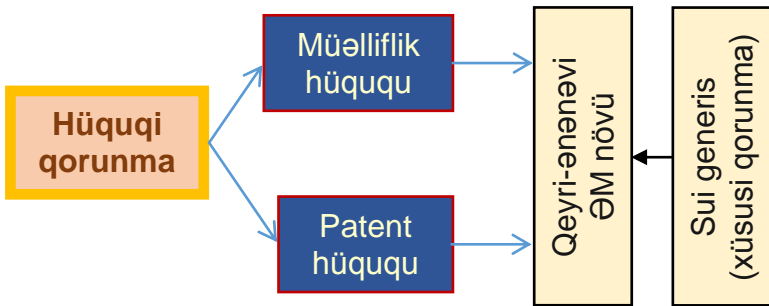 Hüquqi
qorunma
Müəlliflik
hüququ
Patent
hüququ
Qeyri-ənənəvi
ƏM növü
Sui generis
(xüsusi qorunma)